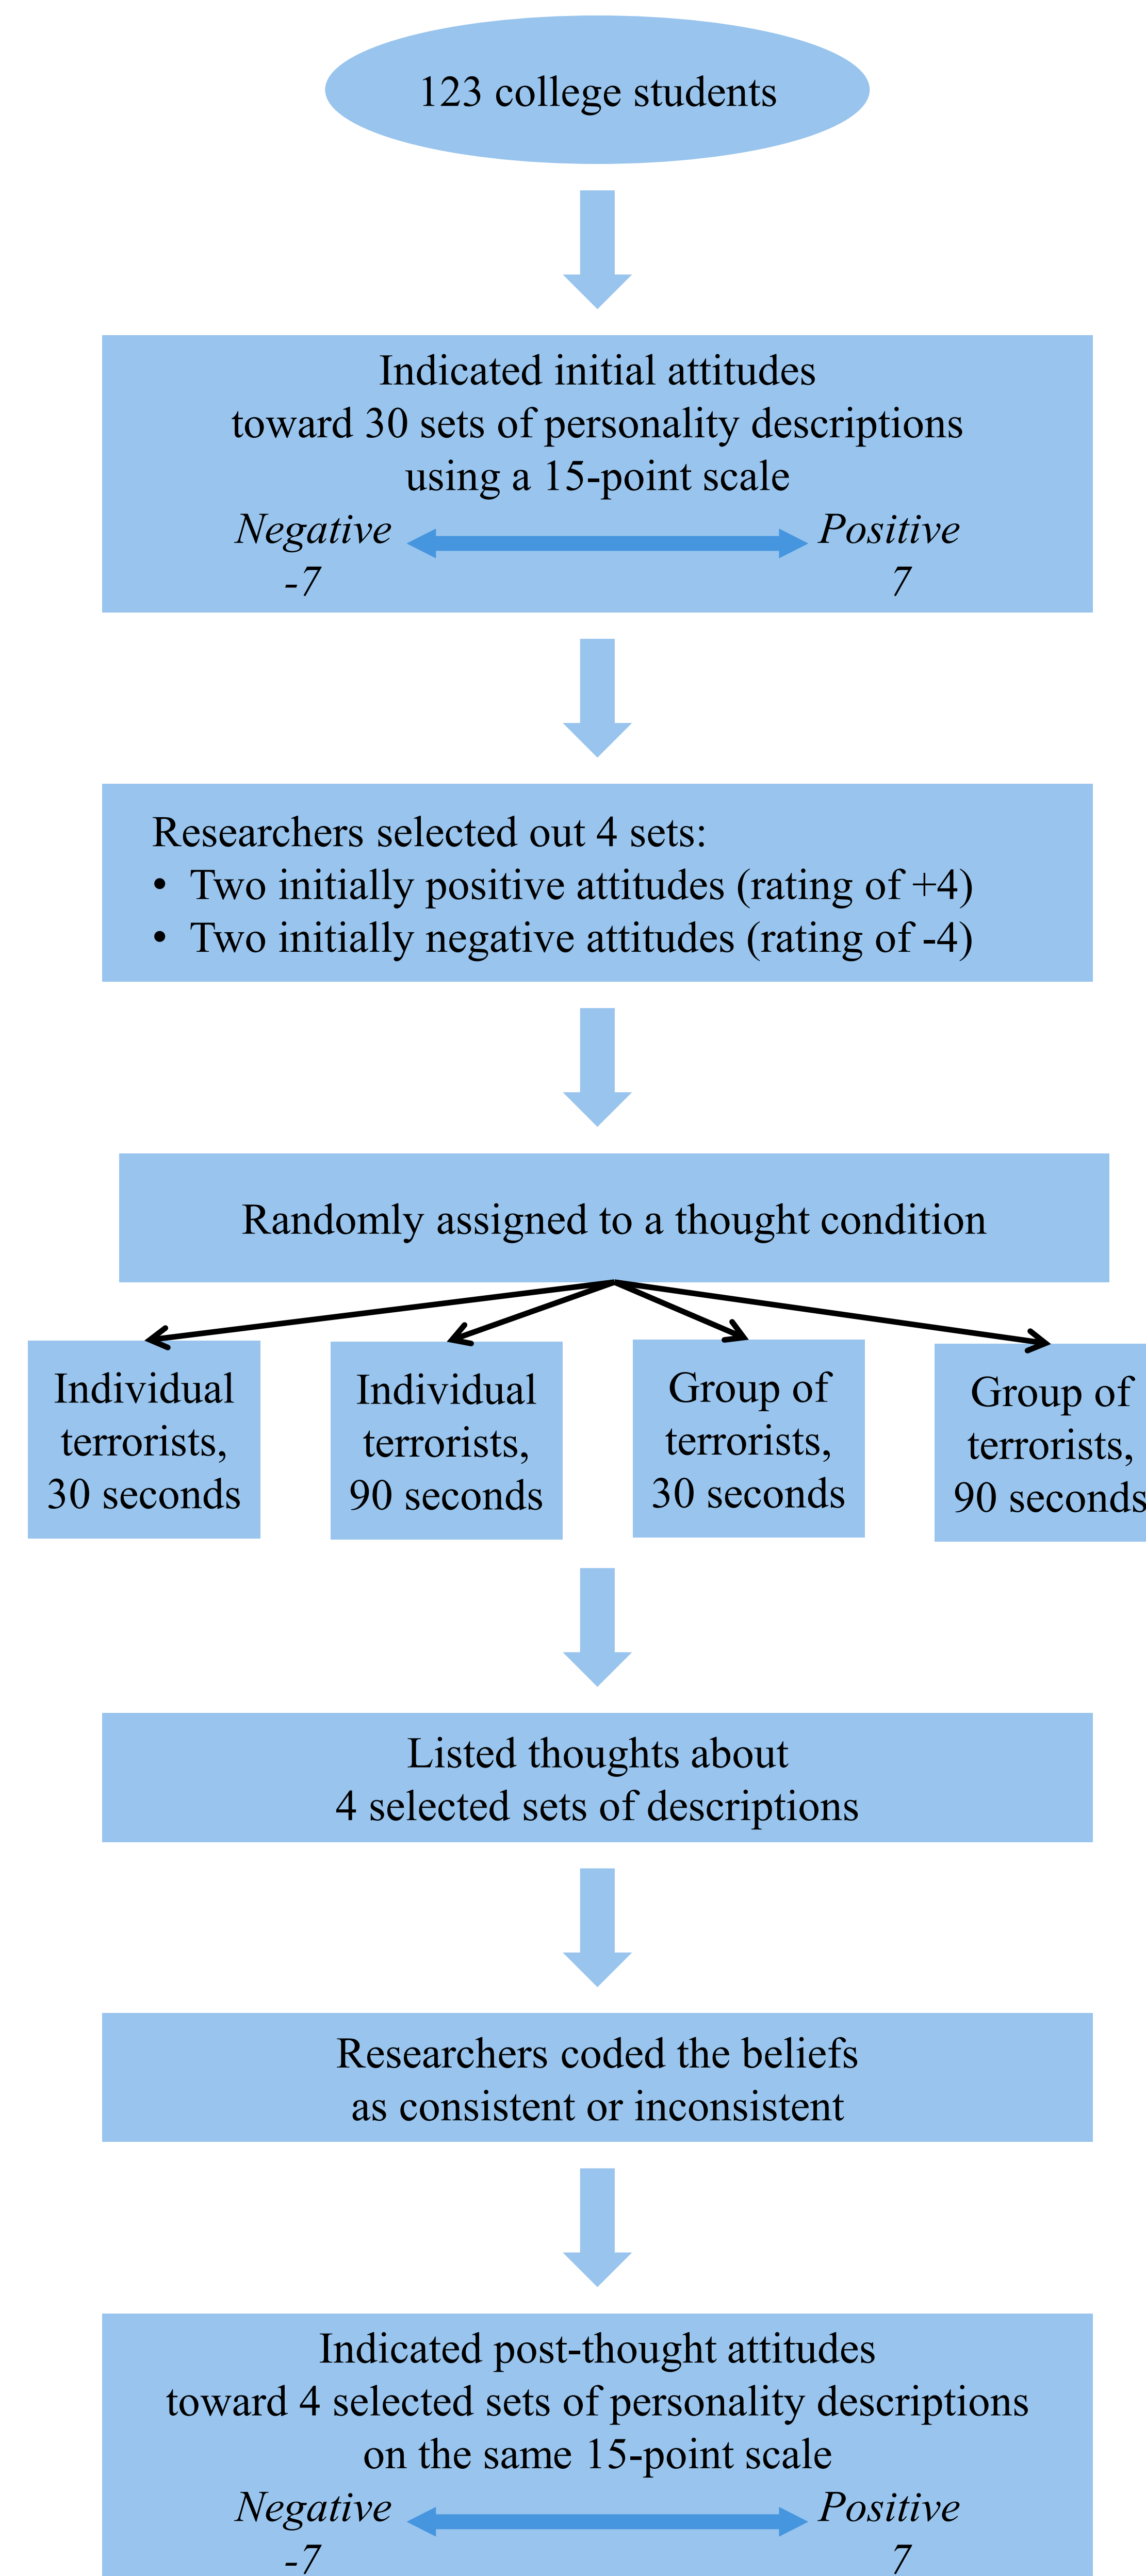 123 college students
Indicated initial attitudes
toward 30 sets of personality descriptions
using a 15-point scale
Negative Positive
-7 7
Researchers selected out 4 sets:
• Two initially positive attitudes (rating of +4)
• Two initially negative attitudes (rating of -4)
Randomly assigned to a thought condition
Individual
terrorists,
30 seconds
Individual
terrorists,
90 seconds
Group of
terrorists,
30 seconds
Group of
terrorists,
90 seconds
Listed thoughts about
4 selected sets of descriptions
Researchers coded the beliefs
as consistent or inconsistent
Indicated post-thought attitudes
toward 4 selected sets of personality descriptions
on the same 15-point scale
Negative Positive
-7 7